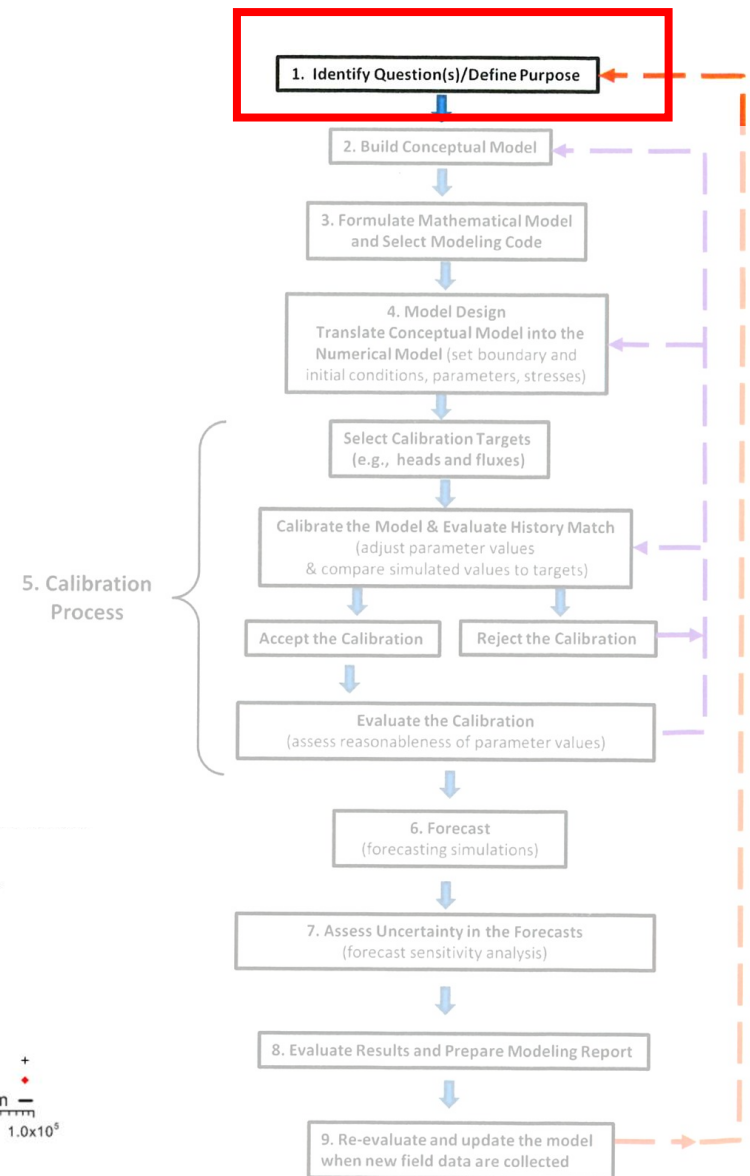 1. Identify Question(s)/Define Purpose
2. Build Conceptual Model
3. Formulate Mathematical Model
and Select Modeling Code
4. Model Design
Translate Conceptual Model into the
Numerical Model (set boundary and
initial conditions, parameters, stresses)
Select Calibration Targets
(e.g., heads and fluxes)
Calibrate the Model & Evaluate History Match
(adjust parameter values
& compare simulated values to targets)
5. Calibration
Process
Accept the Calibration
Reject the Calibration
Evaluate the Calibration
(assess reasonableness of parameter values)
6. Forecast
(forecasting simulations)
7. Assess Uncertainty in the Forecasts
(forecast sensitivity analysis)
8. Evaluate Results and Prepare Modeling Report
+
n
1.0x10⁵
9. Re-evaluate and update the model
when new field data are collected